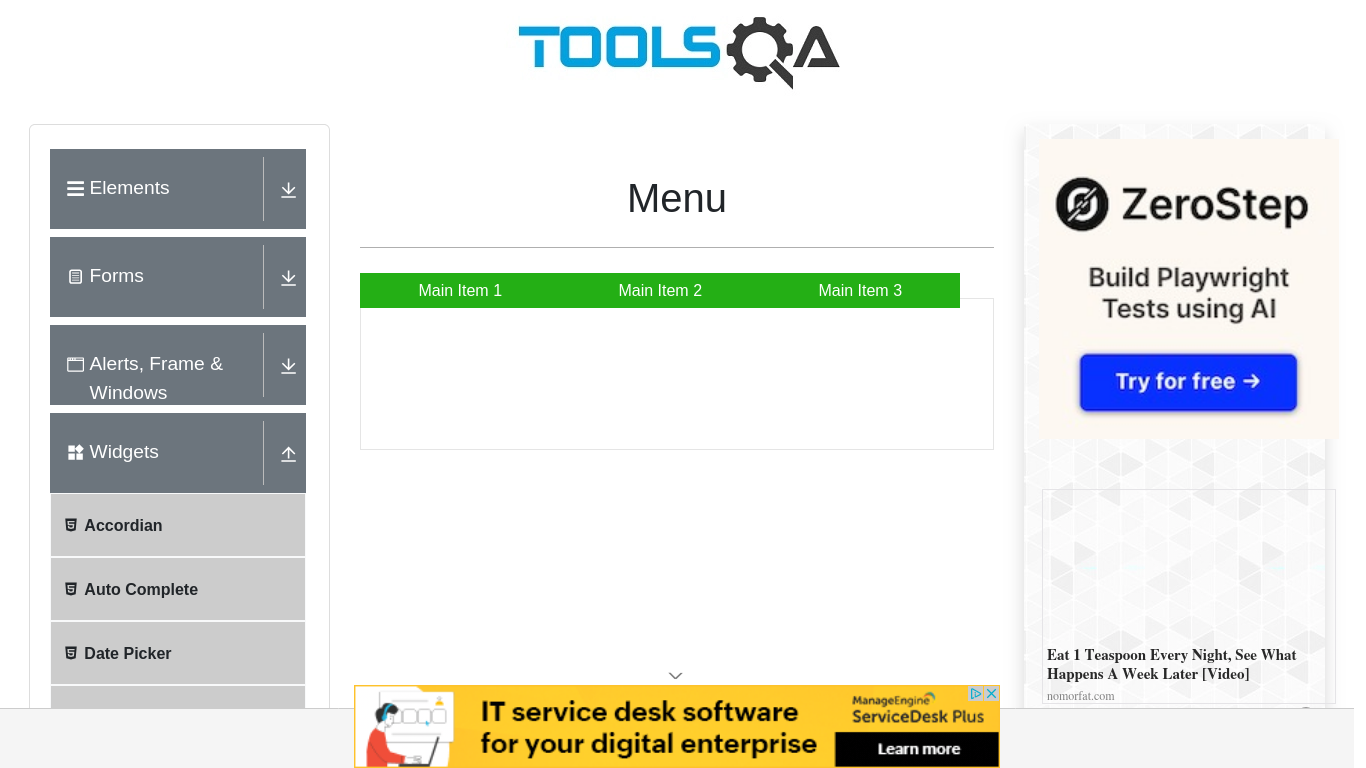 TOOLSQA
Elements
Forms
Alerts, Frame &
Windows
Widgets
Accordian
Auto Complete
Date Picker
Menu
Main Item 1
Main Item 2
Main Item 3
ZeroStep
Build Playwright
Tests using AI
Try for free →
Eat 1 Teaspoon Every Night, See What
Happens A Week Later [Video]
nomorfat.com
IT service desk software
for your digital enterprise
ManageEngine
ServiceDesk Plus
Learn more